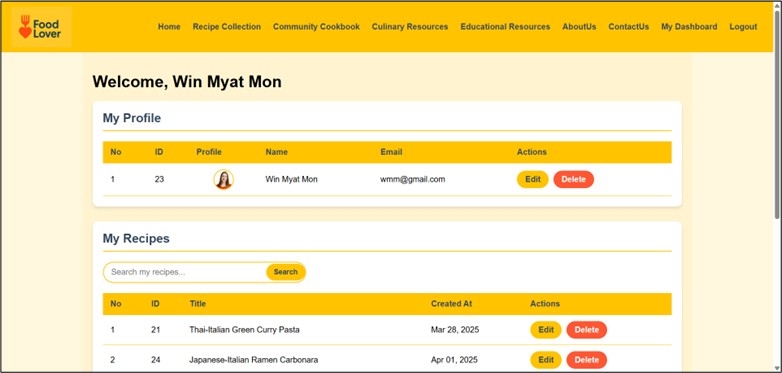 Food
Lover
Home Recipe Collection Community Cookbook Culinary Resources Educational Resources AboutUs ContactUs My Dashboard Logout
Welcome, Win Myat Mon
My Profile
No ID Profile Name Email Actions
1 23 Win Myat Mon wmm@gmail.com Edit Delete
My Recipes
Search my recipes... Search
No ID Title Created At Actions
1 21 Thai-Italian Green Curry Pasta Mar 28, 2025 Edit Delete
2 24 Japanese-Italian Ramen Carbonara Apr 01, 2025 Edit Delete